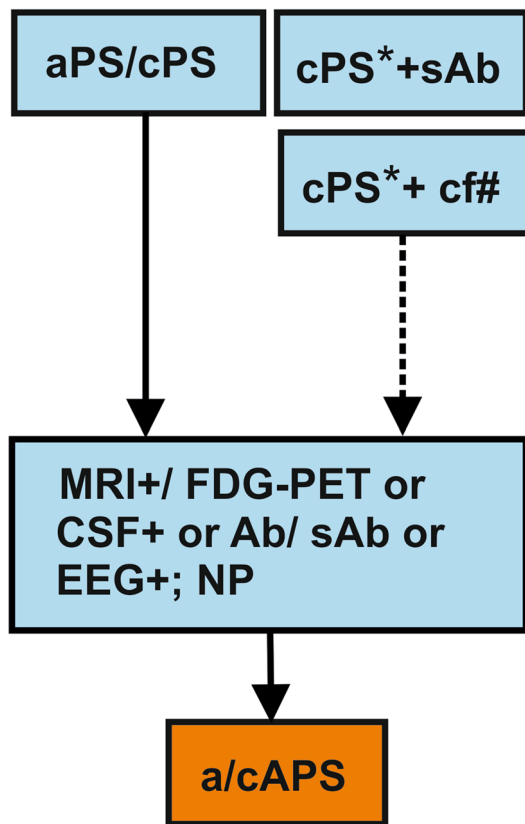 aPS/cPS
cPS*+sAb
cPS*+ cf#
MRI+/ FDG-PET or
CSF+ or Ab/ sAb or
EEG+; NP
a/cAPS